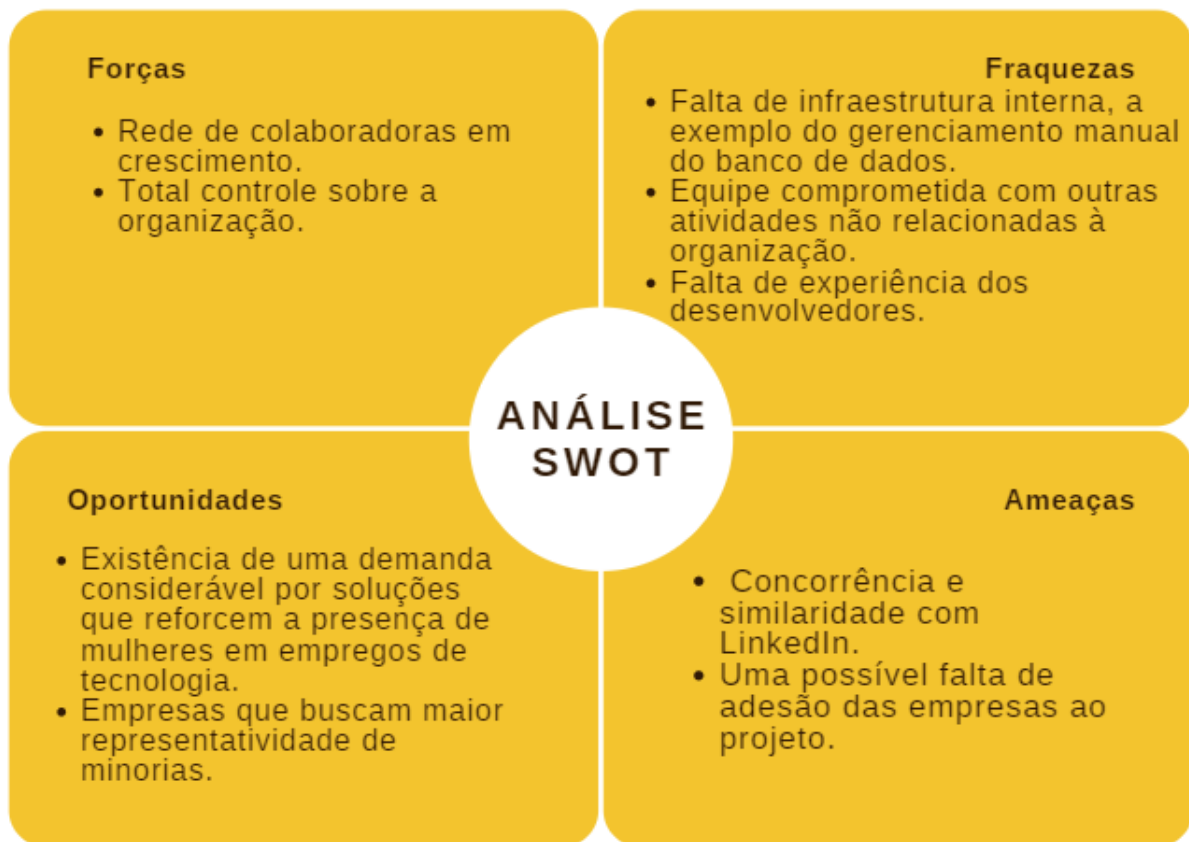 Forças
• Rede de colaboradoras em
crescimento.
• Total controle sobre a
organização.
Fraquezas
• Falta de infraestrutura interna, a
exemplo do gerenciamento manual
do banco de dados.
• Equipe comprometida com outras
atividades não relacionadas à
organização.
• Falta de experiência dos
desenvolvedores.
ANÁLISE
SWOT
Oportunidades
• Existência de uma demanda
considerável por soluções
que reforcem a presença de
mulheres em empregos de
tecnologia.
• Empresas que buscam maior
representatividade de
minorias.
Ameaças
• Concorrência e
similaridade com
LinkedIn.
• Uma possível falta de
adesão das empresas ao
projeto.